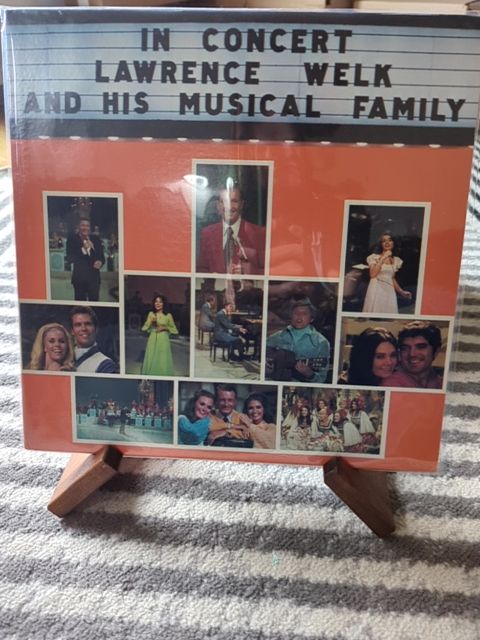 IN CONCERT
LAWRENCE WELK
AND HIS MUSICAL FAMILY